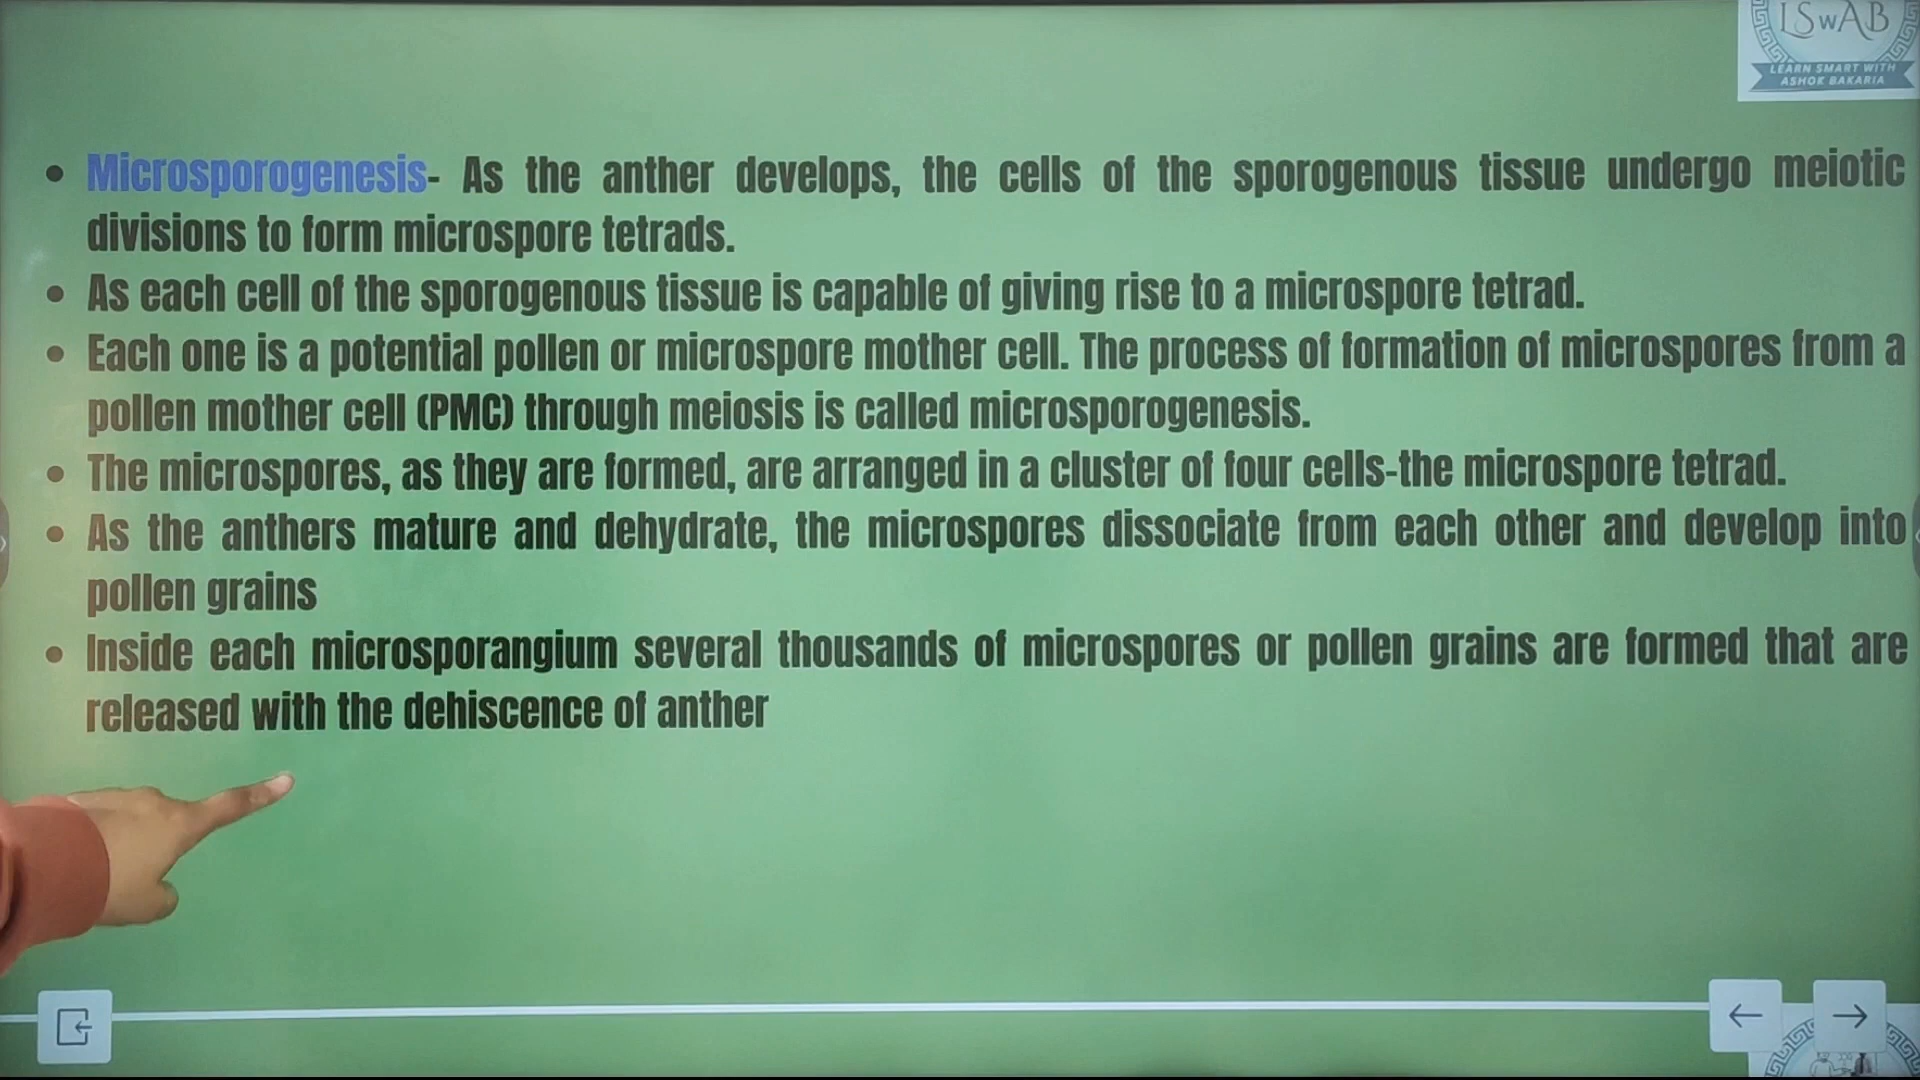 LSwAB
LEARN SMART WITH
ASHOK BAKARIA
• Microsporogenesis- As the anther develops, the cells of the sporogenous tissue undergo meiotic
divisions to form microspore tetrads.
• As each cell of the sporogenous tissue is capable of giving rise to a microspore tetrad.
• Each one is a potential pollen or microspore mother cell. The process of formation of microspores from a
pollen mother cell (PMC) through meiosis is called microsporogenesis.
• The microspores, as they are formed, are arranged in a cluster of four cells-the microspore tetrad.
• As the anthers mature and dehydrate, the microspores dissociate from each other and develop into
pollen grains
• Inside each microsporangium several thousands of microspores or pollen grains are formed that are
released with the dehiscence of anther